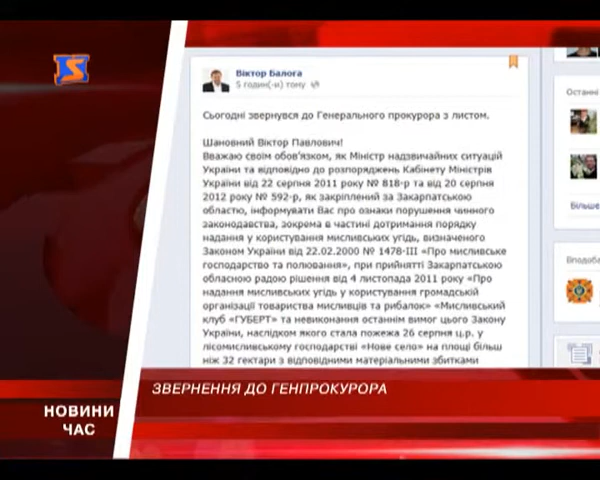 Віктор Балога
5 годин(-и) тому
Сьогодні звернувся до Генерального прокурора з листом.
Шановний Віктор Павлович!
Вважаю своїм обов'язком, як Міністр надзвичайних ситуацій
України та відповідно до розпоряджень Кабінету Міністрів
України від 22 серпня 2011 року № 818-р та від 20 серпня
2012 року № 592-р, як закріплений за Закарпатською
областю, інформувати Вас про ознаки порушення чинного
законодавства, зокрема в частині дотримання порядку
надання у користування мисливських угідь, визначеного
Законом України від 22.02.2000 № 1478-III «Про мисливське
господарство та полювання», при прийнятті Закарпатською
обласною радою рішення від 4 листопада 2011 року «Про
надання мисливських угідь у користування громадській
організації товариства мисливців та рибалок» «Мисливський
клуб «ГУБЕРТ» та невиконання останнім вимог цього Закону
України, наслідком якого стала пожежа 26 серпня ц.р. у
лісомисливському господарстві «Нове село» на площі більш
ніж 32 гектари з відповідними матеріальними збитками
Останні
Більше
Вподоба
ЗВЕРНЕННЯ ДО ГЕНПРОКУРОРА
НОВИНИ
ЧАС